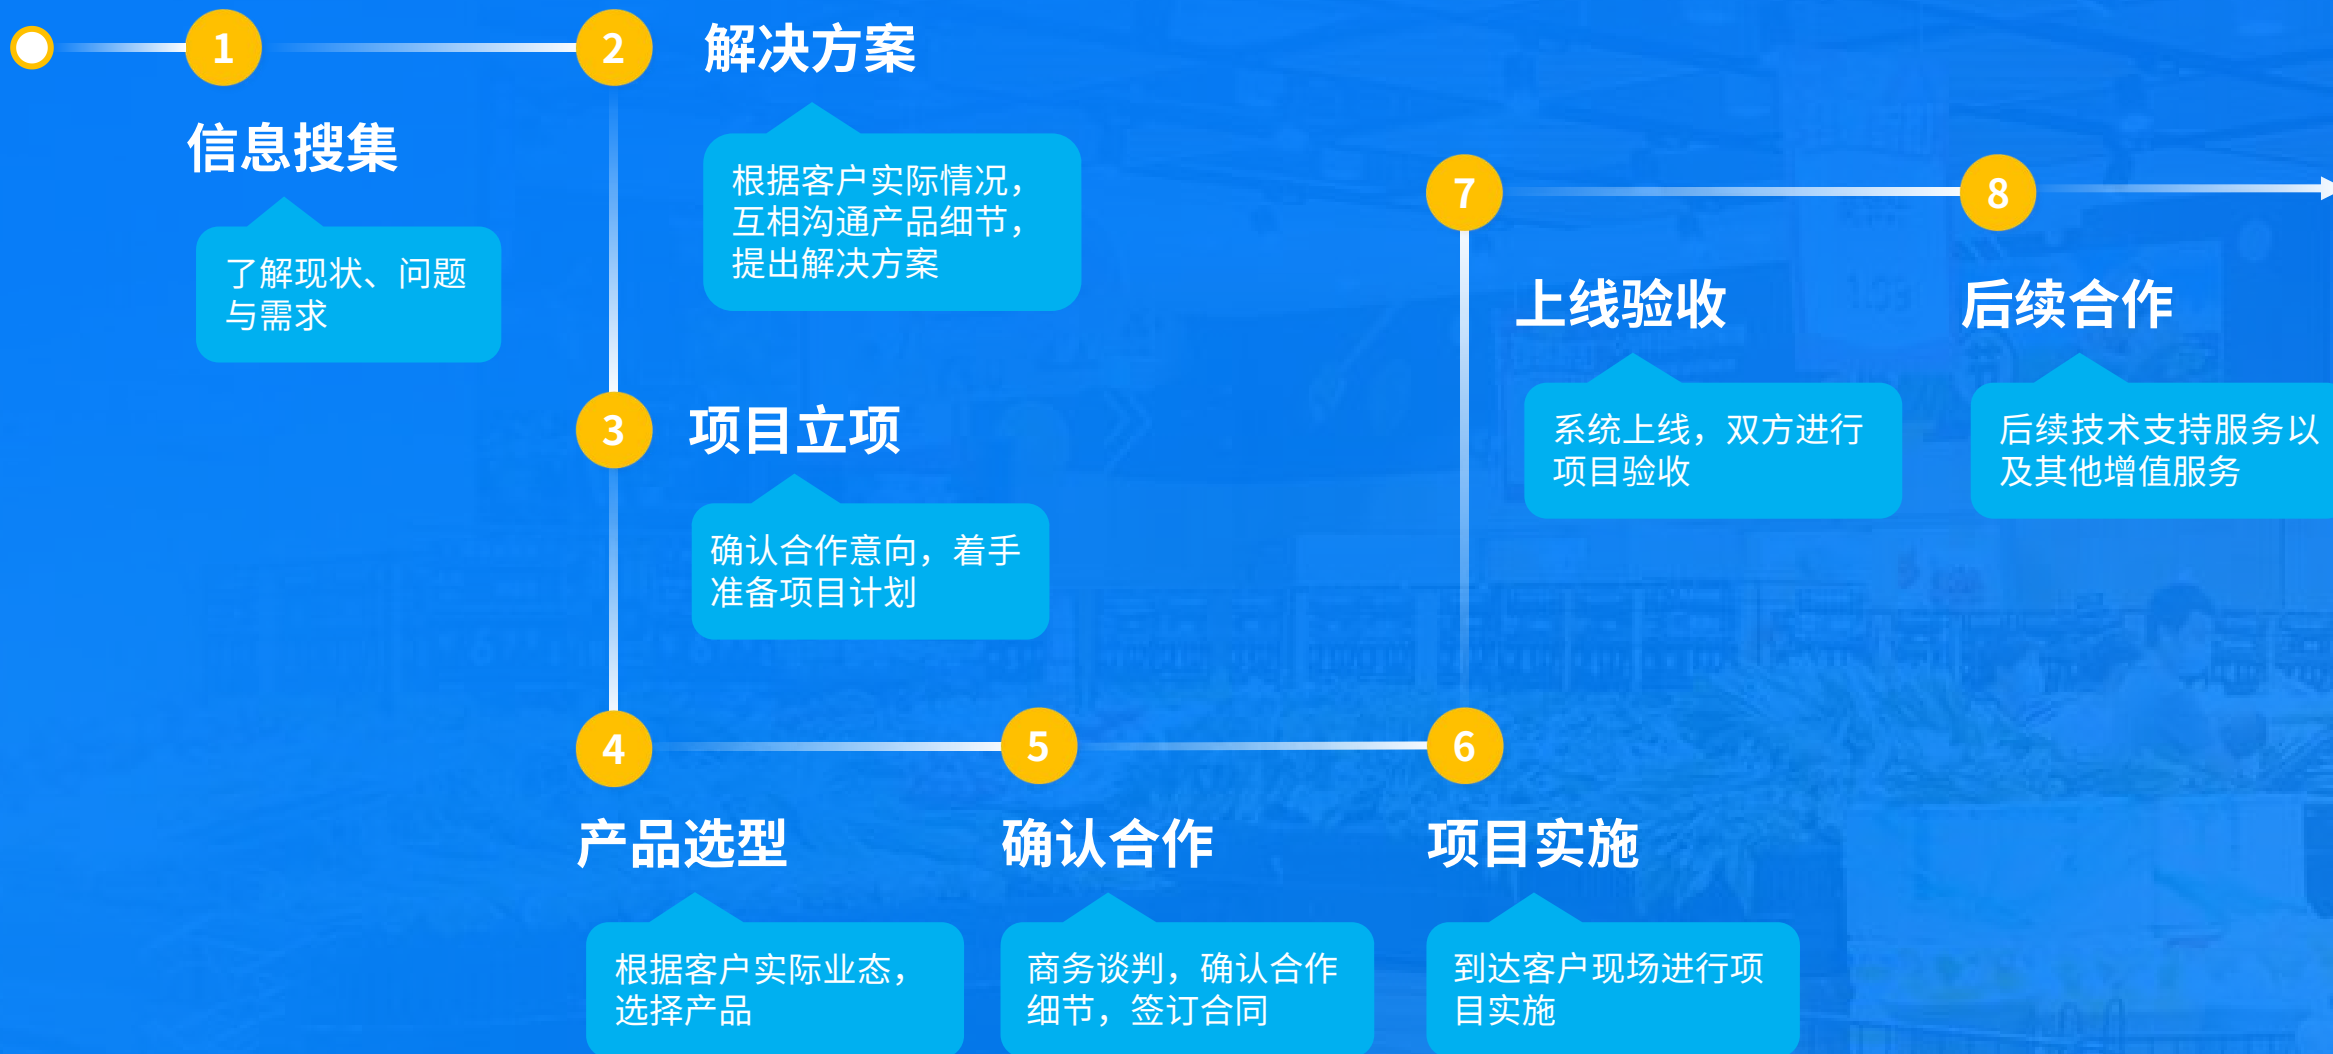 1
信息搜集
了解现状、问题
与需求
2
解决方案
根据客户实际情况，
互相沟通产品细节，
提出解决方案
3
项目立项
确认合作意向，着手
准备项目计划
4
产品选型
根据客户实际业态，
选择产品
5
确认合作
商务谈判，确认合作
细节，签订合同
6
项目实施
到达客户现场进行项
目实施
7
上线验收
系统上线，双方进行
项目验收
8
后续合作
后续技术支持服务以
及其他增值服务